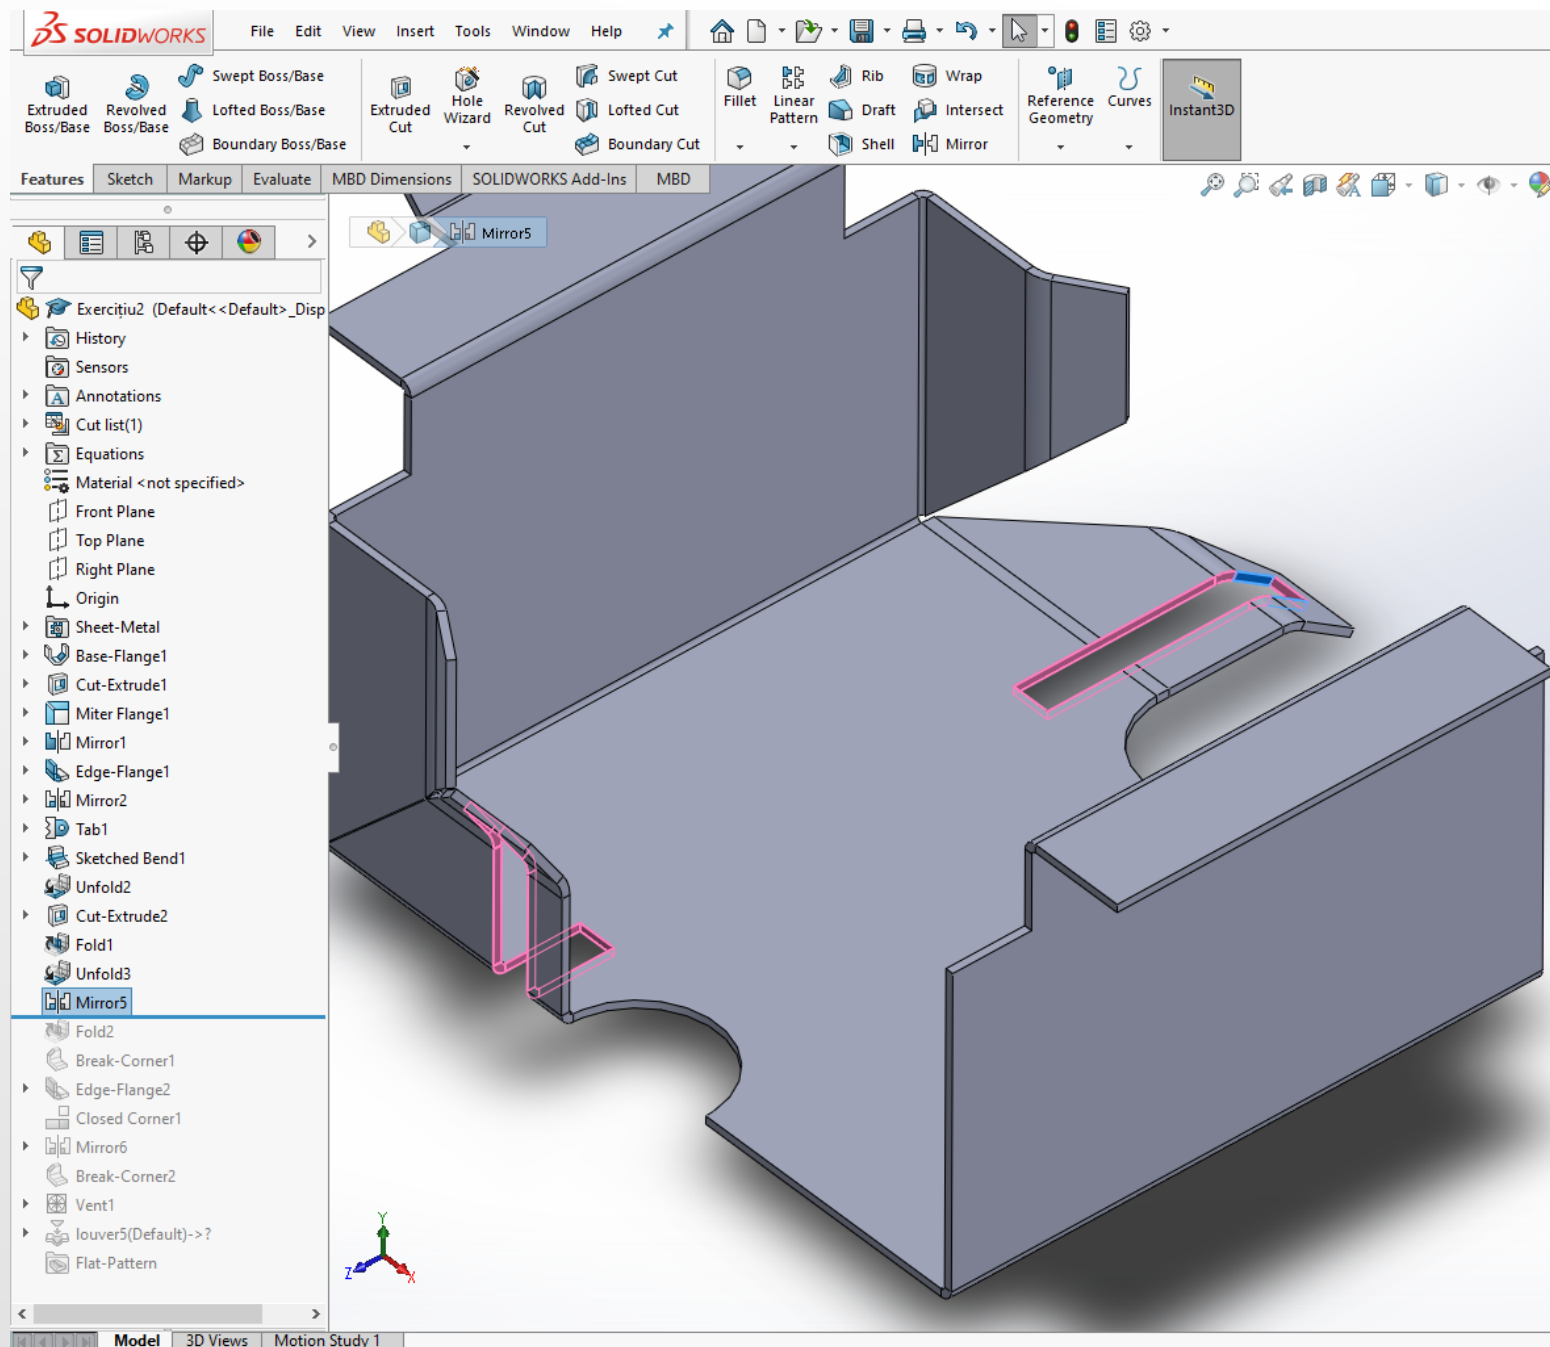 SOLIDWORKS File Edit View Insert Tools Window Help
Extruded Boss/Base
Revolved Boss/Base
Swept Boss/Base
Lofted Boss/Base
Boundary Boss/Base
Extruded Cut
Hole Wizard
Revolved Cut
Swept Cut
Lofted Cut
Boundary Cut
Fillet
Linear Pattern
Rib
Draft
Shell
Wrap
Intersect
Mirror
Reference Geometry
Curves
Instant3D
Features Sketch Markup Evaluate MBD Dimensions SOLIDWORKS Add-Ins MBD
Mirror5
Exercițiu2 (Default<<Default>_Disp
History
Sensors
Annotations
Cut list(1)
Equations
Material <not specified>
Front Plane
Top Plane
Right Plane
Origin
Sheet-Metal
Base-Flange1
Cut-Extrude1
Miter Flange1
Mirror1
Edge-Flange1
Mirror2
Tab1
Sketched Bend1
Unfold2
Cut-Extrude2
Fold1
Unfold3
Mirror5
Fold2
Break-Corner1
Edge-Flange2
Closed Corner1
Mirror6
Break-Corner2
Vent1
louver5(Default)->?
Flat-Pattern
Y
Z
X
Model 3D Views Motion Study 1